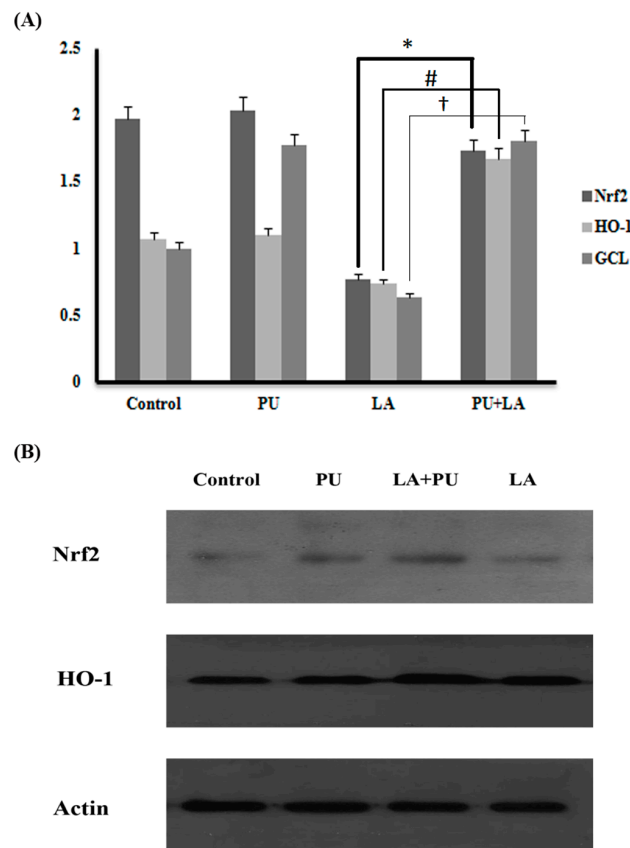 (A)
2.5
2
1.5
1
0.5
0
*
#
†
Nrf2
HO-1
GCL
Control PU LA PU+LA
(B)
Control PU LA+PU LA
Nrf2
HO-1
Actin